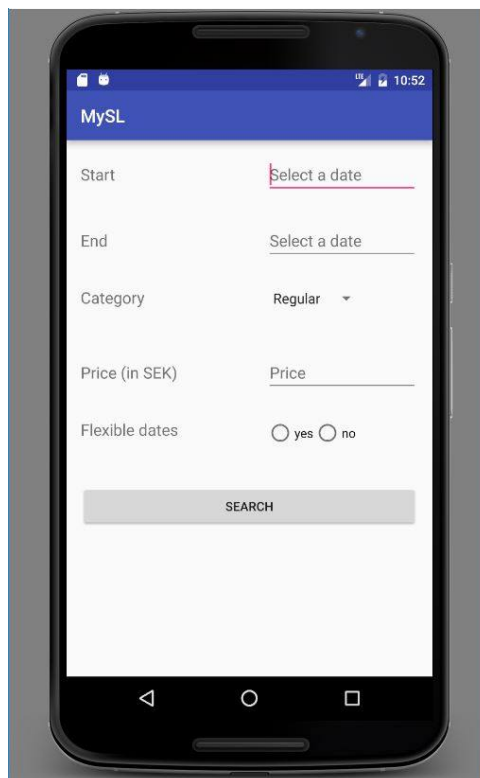 LTE 10:52
MySL
Start Select a date
End Select a date
Category Regular
Price (in SEK) Price
Flexible dates yes no
SEARCH